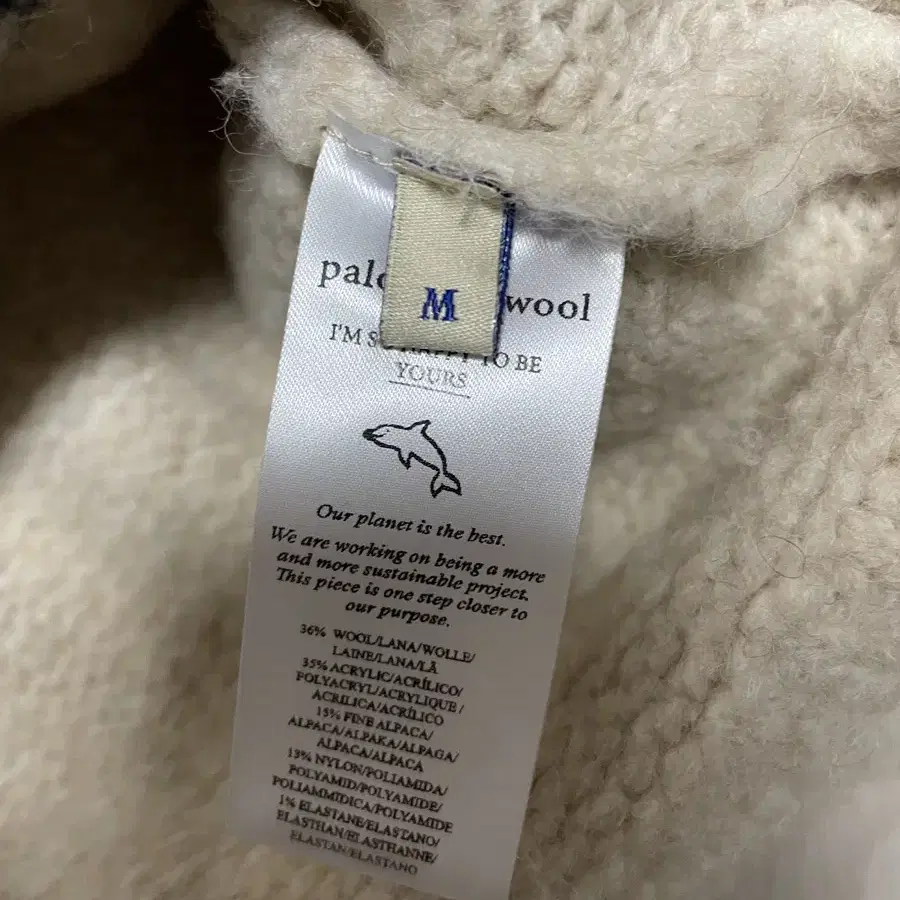 wool
M
I'M SO HAPPY TO BE
YOURS
Our planet is the best.
We are working on being a more
and more sustainable project.
This piece is one step closer to
our purpose.
36% WOOL/LANA/WOLLE/
LAINE/LANA/LÃ
35% ACRYLIC/ACRÍLICO/
POLYACRYL/ACRYLIQUE/
ACRILICA/ACRÍLICO
15% FINE ALPACA/
ALPACA/ALPAKA/ALPAGA/
ALPACA/ALPACA
13% NYLON/POLIAMIDA/
POLYAMID/POLYAMIDE/
POLIAMMIDICA/POLYAMIDE
1% ELASTANE/ELASTANO/
ELASTHAN/ELASTHANNE/
ELASTAN/ELASTANO